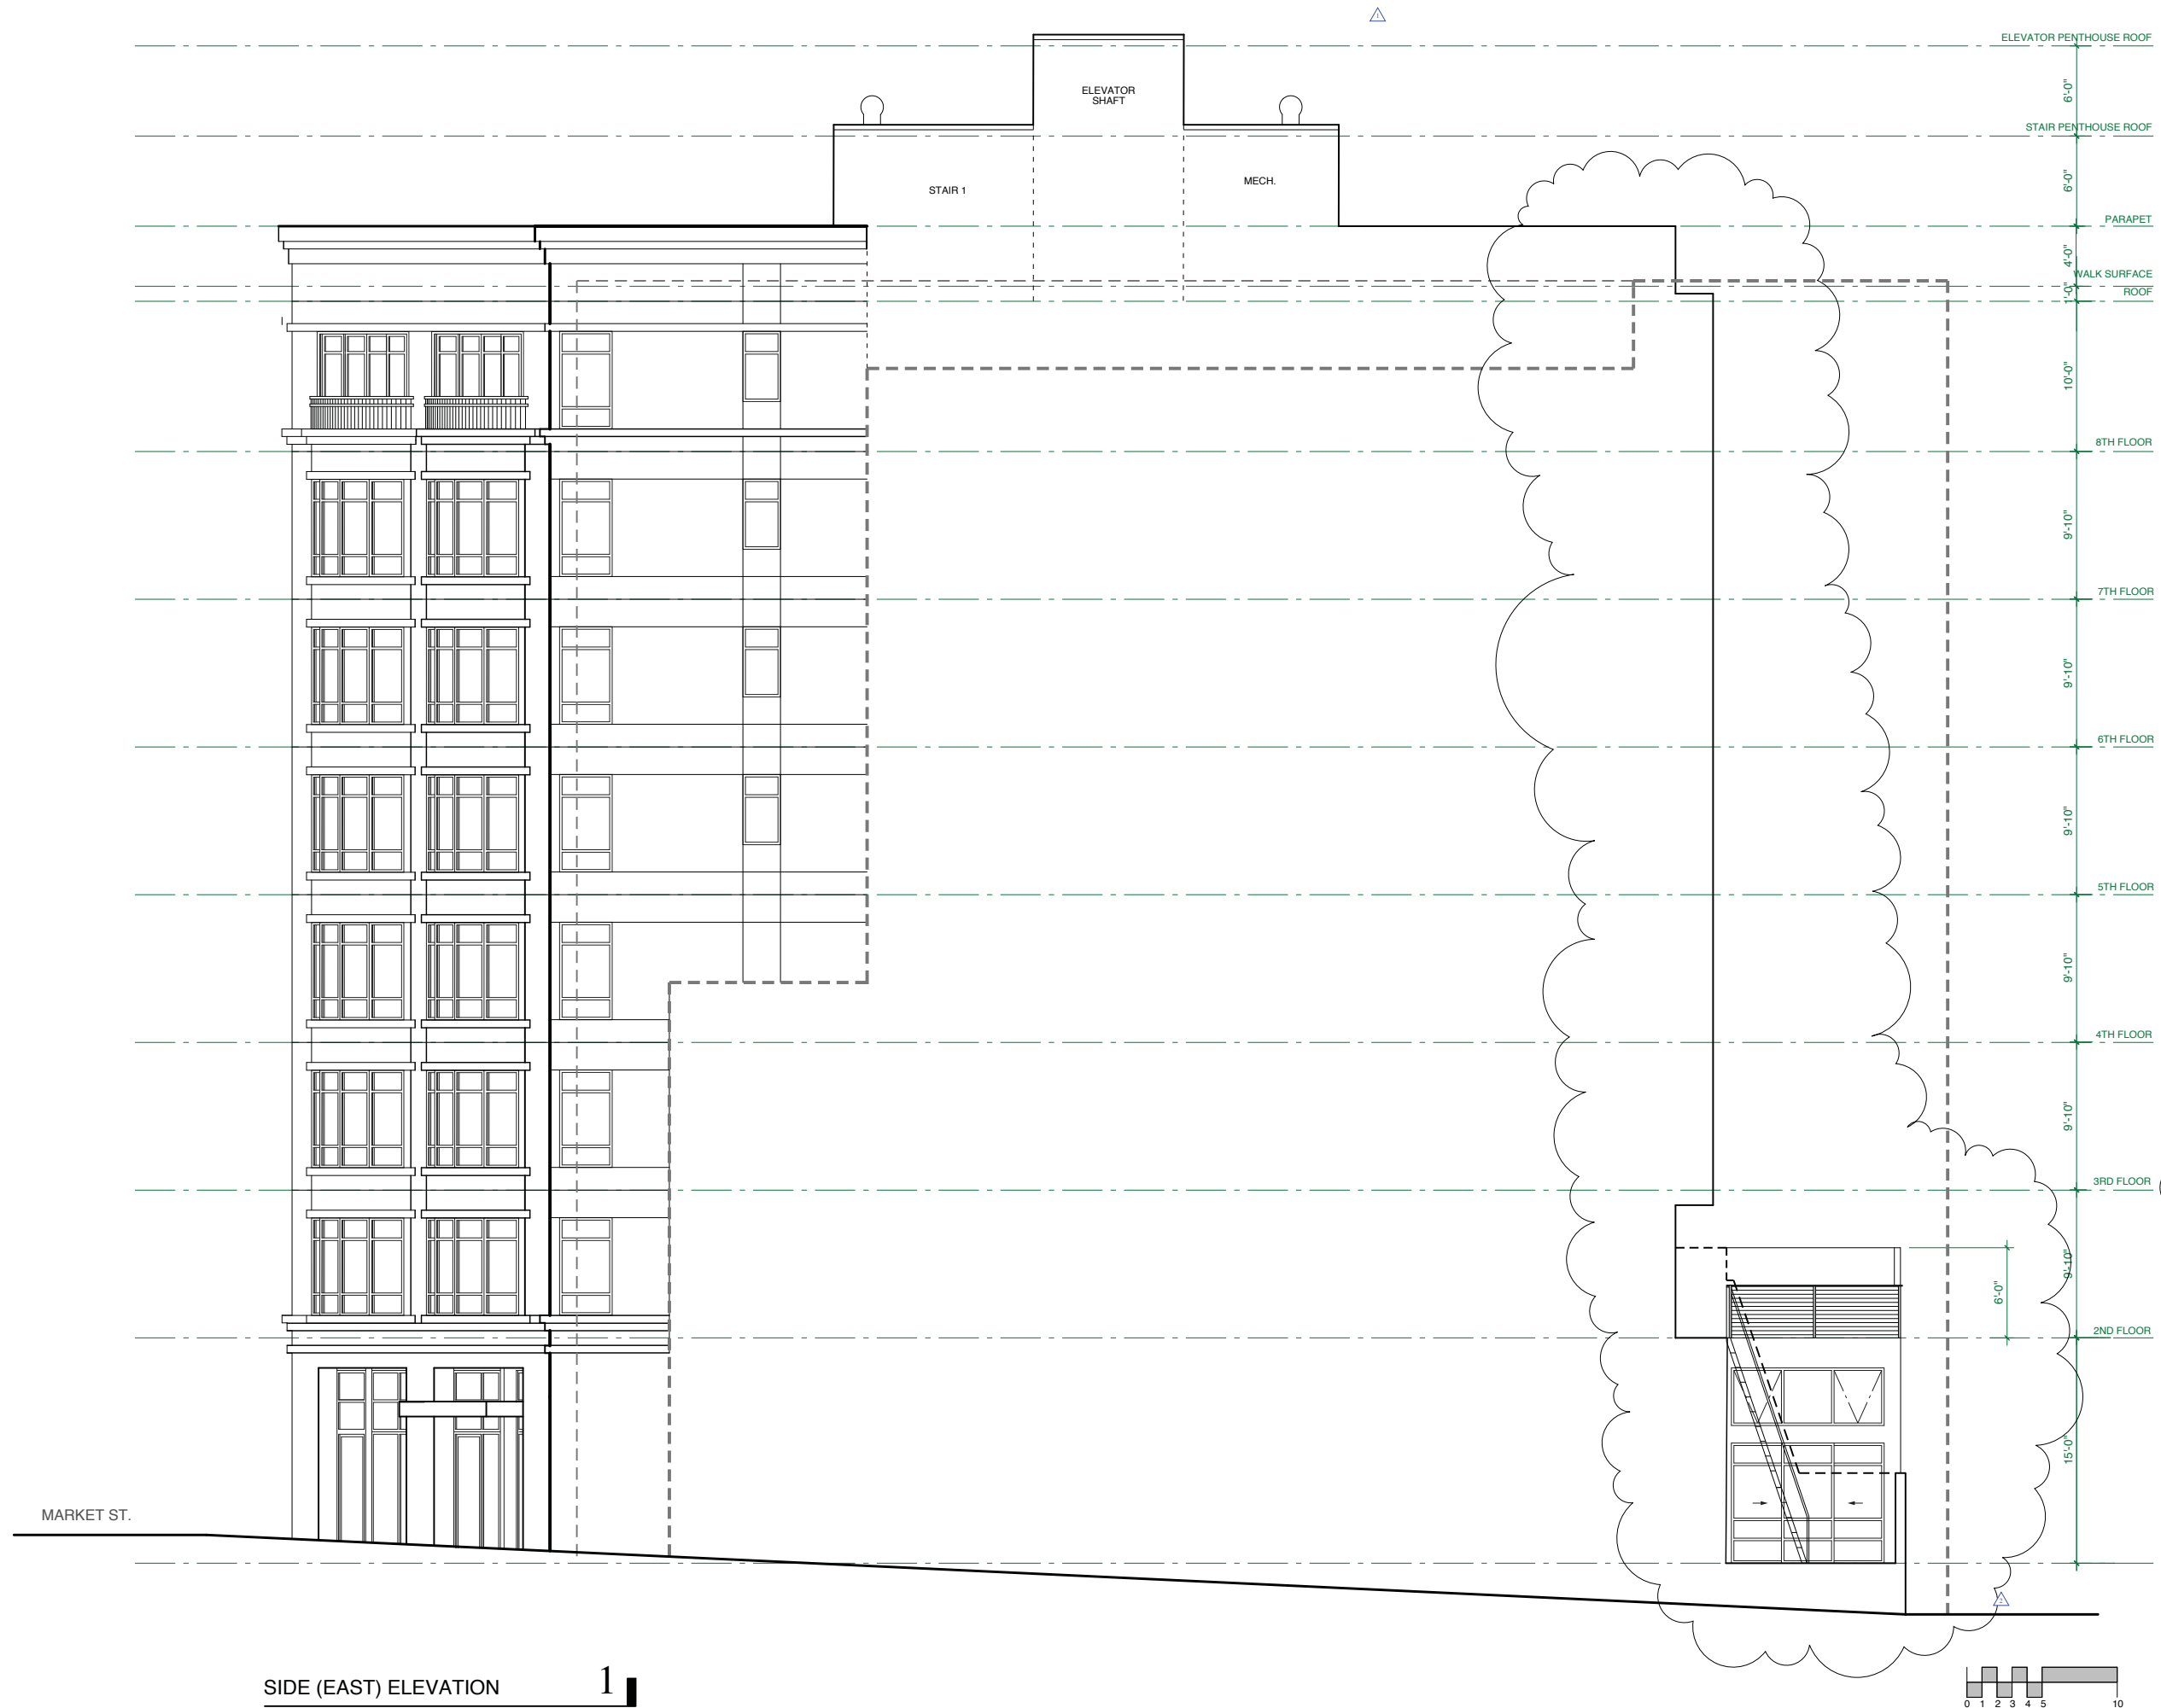 1
ELEVATOR PENTHOUSE ROOF
6'-0"
ELEVATOR
SHAFT
STAIR PENTHOUSE ROOF
6'-0"
STAIR 1
MECH.
PARAPET
4'-0"
WALK SURFACE
1'-0"
ROOF
10'-0"
8TH FLOOR
9'-10"
7TH FLOOR
9'-10"
6TH FLOOR
9'-10"
5TH FLOOR
9'-10"
4TH FLOOR
9'-10"
3RD FLOOR
9'-10"
6'-0"
2ND FLOOR
15'-0"
MARKET ST.
2
SIDE (EAST) ELEVATION 1
0 1 2 3 4 5 10